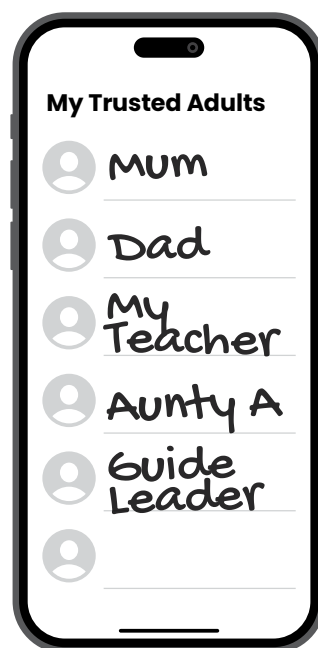 My Trusted Adults
Mum
Dad
My
Teacher
Aunty A
Guide
Leader